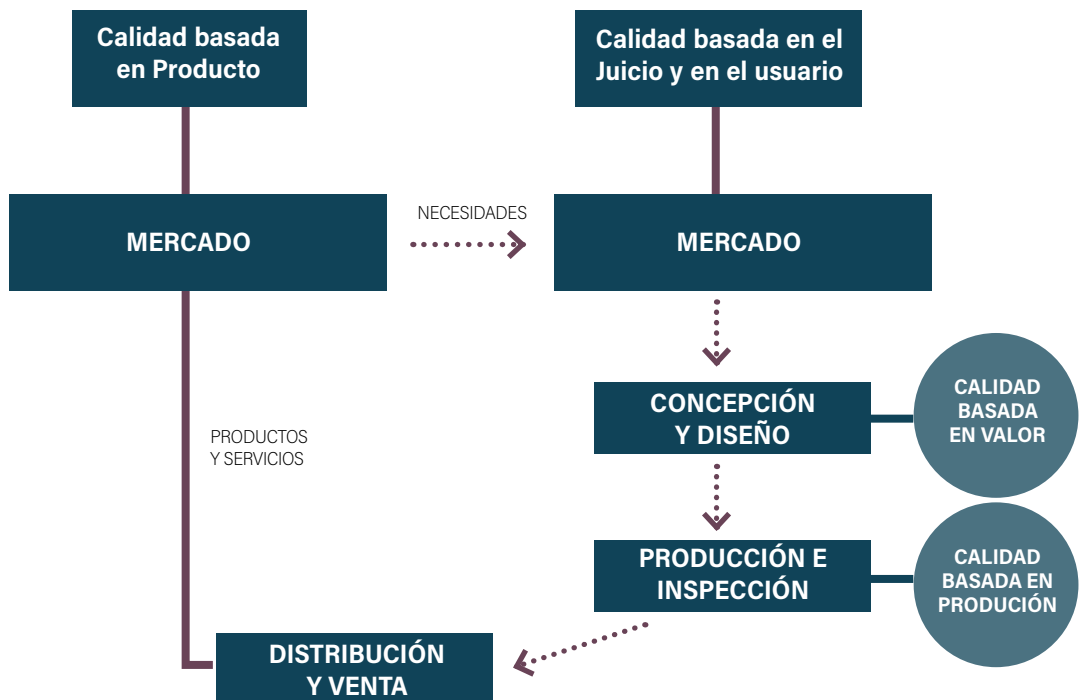 Calidad basada
en Producto
Calidad basada en el
Juicio y en el usuario
MERCADO
NECESIDADES
MERCADO
CONCEPCIÓN
Y DISEÑO
CALIDAD
BASADA
EN VALOR
PRODUCTOS
Y SERVICIOS
PRODUCCIÓN E
INSPECCIÓN
CALIDAD
BASADA EN
PRODUCIÓN
DISTRIBUCIÓN
Y VENTA